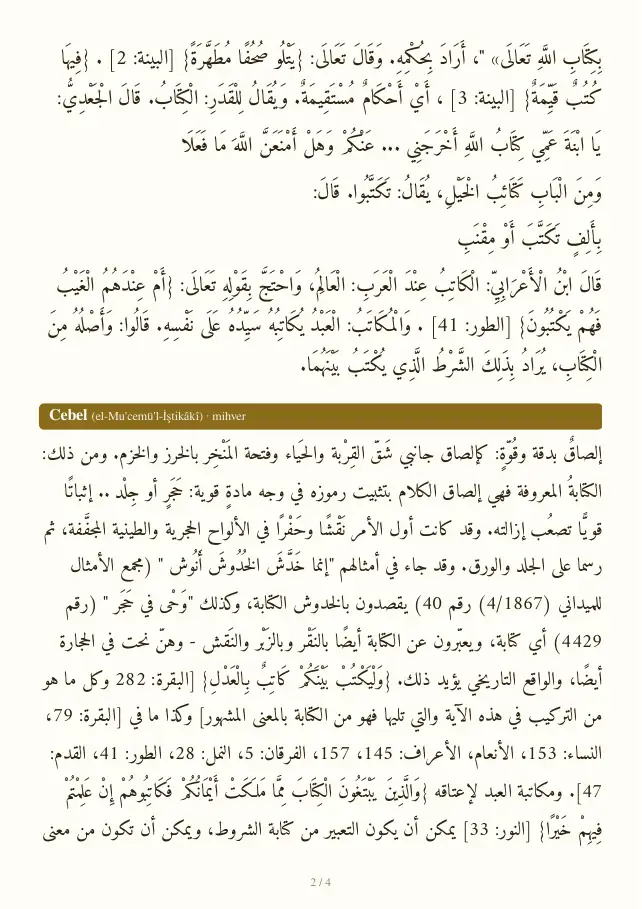 بِكِتَابِ اللَّهِ تَعَالَى» "، أَرَادَ بِحُكْمِهِ. وَقَالَ تَعَالَى: {يَتْلُو صُحُفًا مُطَهَّرَةً} [البينة: 2] . {فِيهَا
كُتُبٌ قَيِّمَةٌ} [البينة: 3] ، أَيْ أَحْكَامٌ مُسْتَقِيمَةٌ. وَيُقَالُ لِلْقَدَرِ: الْكِتَابُ. قَالَ الْجَعْدِيُّ:
يَا ابْنَةَ عَمِّي كِتَابُ اللَّهِ أَخْرَجَنِي ... عَنْكُمْ وَهَلْ أَمْنَعَنَّ اللَّهَ مَا فَعَلَا
وَمِنَ الْبَابِ كَتَائِبُ الْخَيْلِ، يُقَالُ: تَكَتَّبُوا. قَالَ:
بِأَلِفٍ تَكَتَّبَ أَوْ مِقْنَبِ
قَالَ ابْنُ الْأَعْرَابِيِّ: الْكَاتِبُ عِنْدَ الْعَرَبِ: الْعَالِمُ، وَاحْتَجَّ بِقَوْلِهِ تَعَالَى: {أَمْ عِنْدَهُمُ الْغَيْبُ
فَهُمْ يَكْتُبُونَ} [الطور: 41] . وَالْمُكَاتَبُ: الْعَبْدُ يُكَاتِبُهُ سَيِّدُهُ عَلَى نَفْسِهِ. قَالُوا: وَأَصْلُهُ مِنَ
الْكِتَابِ، يُرَادُ بِذَلِكَ الشَّرْطُ الَّذِي يُكْتَبُ بَيْنَهُمَا.
Cebel (el-Mu'cemü'l-İştikâkî) · mihver
إلصاقٌ بدقة وقُوّةٍ: كإلصاق جانبي شَقّ القِرْبة والحَيَاء وفتحة المَنْخِر بالخرز والخزم. ومن ذلك:
الكتابةُ المعروفة فهي إلصاق الكلام بتثبيت رموزه في وجه مادةٍ قوية: حَجَرٍ أو جِلْد .. إثباتًا
قويًّا تصعُب إزالته. وقد كانت أول الأمر نَقْشًا وحَفْرًا في الألواح الحجرية والطينية المجفَّفة، ثم
رسما على الجلد والورق. وقد جاء في أمثالهم "إنما خَدَّشَ الخُدُوشَ أَنُوش " (مجمع الأمثال
للميداني (4/1867) رقم 40) يقصدون بالخدوش الكتابة، وكذلك "وَحْى في حَجَر " (رقم
4429) أي كتابة، ويعبّرون عن الكتابة أيضًا بالنَقْر وبالزَبْر والنَقش - وهنّ نحت في الحجارة
أيضًا، والواقع التاريخي يؤيد ذلك. {وَلْيَكْتُبْ بَيْنَكُمْ كَاتِبٌ بِالْعَدْلِ} [البقرة: 282 وكل ما هو
من التركيب في هذه الآية والتي تليها فهو من الكتابة بالمعنى المشهور] وكذا ما في [البقرة: 79،
النساء: 153، الأنعام، الأعراف: 145، 157، الفرقان: 5، النمل: 28، الطور: 41، القدم:
47]. ومكاتبة العبد لإعتاقه {وَالَّذِينَ يَبْتَغُونَ الْكِتَابَ مِمَّا مَلَكَتْ أَيْمَانُكُمْ فَكَاتِبُوهُمْ إِنْ عَلِمْتُمْ
فِيهِمْ خَيْرًا} [النور: 33] يمكن أن يكون التعبير من كتابة الشروط، ويمكن أن تكون من معنى
2 / 4